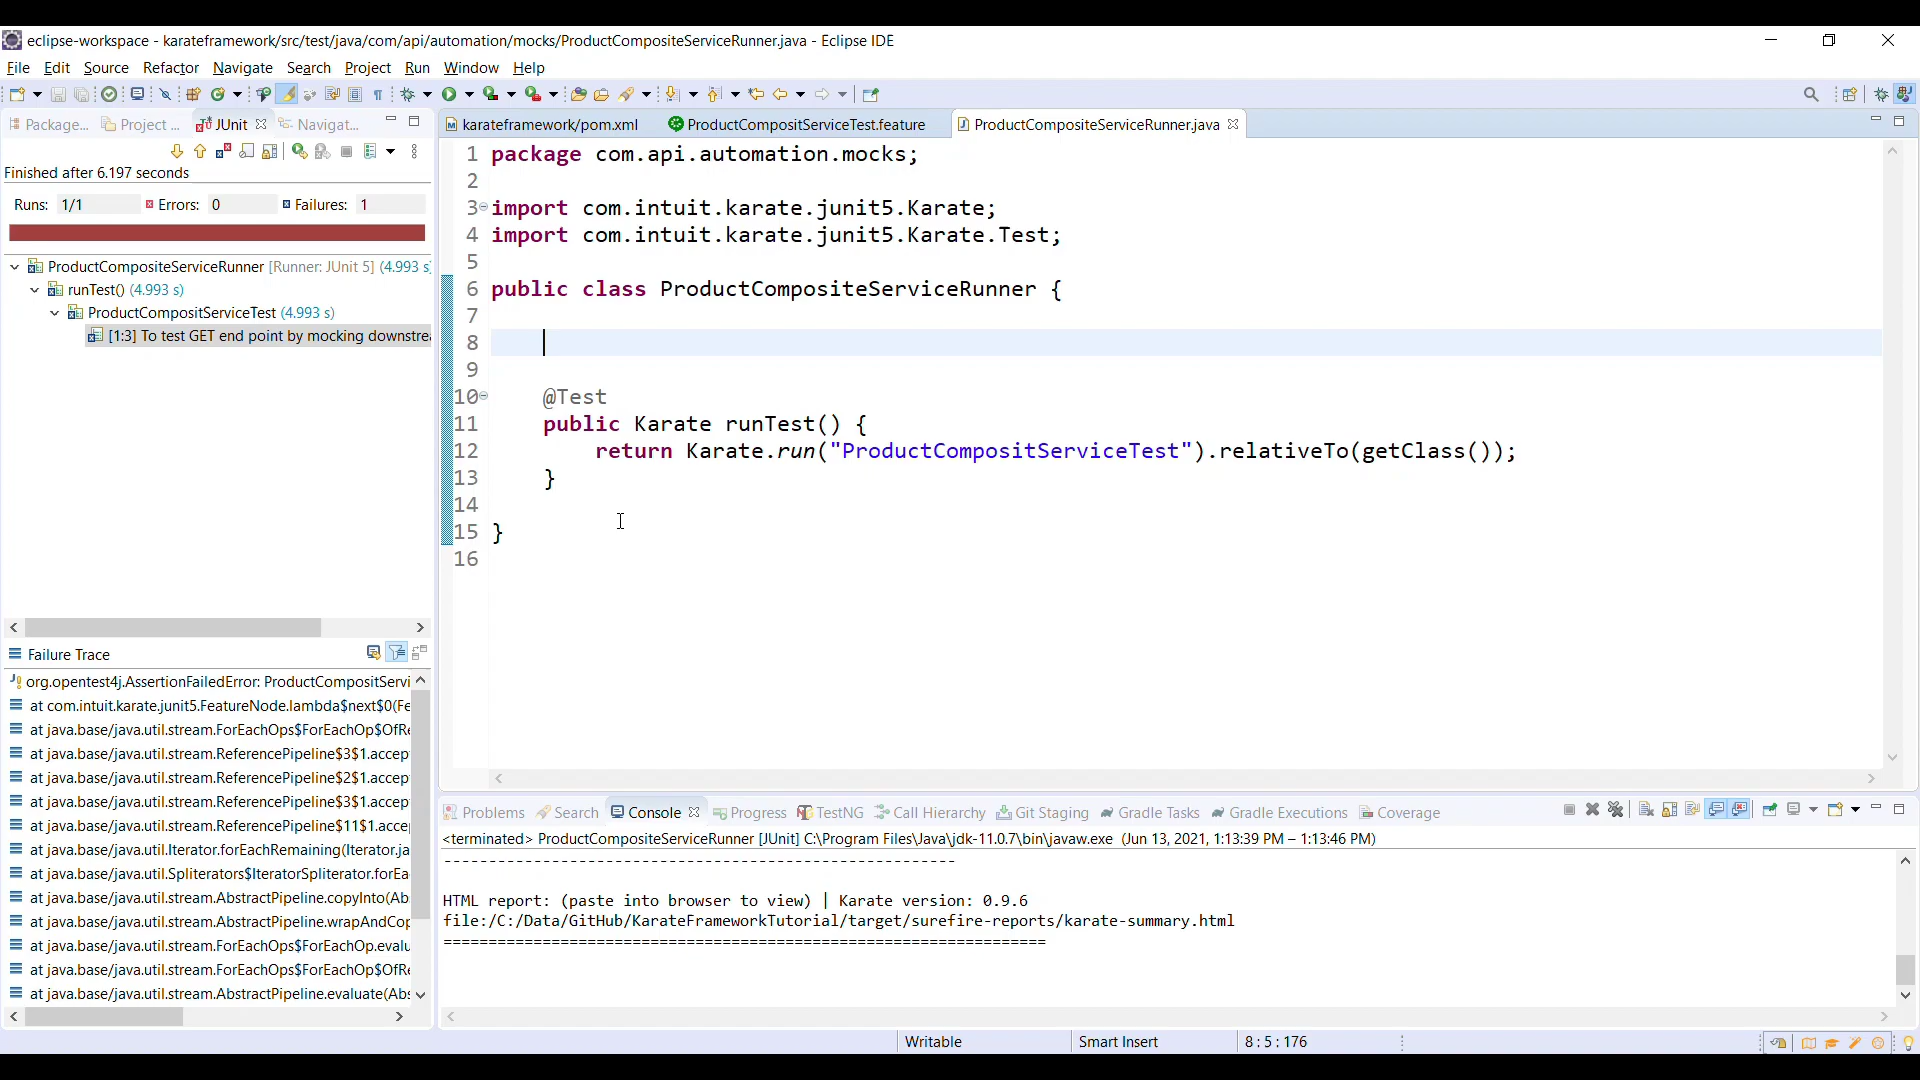 eclipse-workspace - karateframework/src/test/java/com/api/automation/mocks/ProductCompositeServiceRunner.java - Eclipse IDE
File Edit Source Refactor Navigate Search Project Run Window Help
Package... Project ... JUnit Navigat...
karateframework/pom.xml ProductCompositServiceTest.feature ProductCompositeServiceRunner.java
Finished after 6.197 seconds
Runs: 1/1 Errors: 0 Failures: 1
ProductCompositeServiceRunner [Runner: JUnit 5] (4.993 s
runTest() (4.993 s)
ProductCompositServiceTest (4.993 s)
[1:3] To test GET end point by mocking downstre
1 package com.api.automation.mocks;
2
3 import com.intuit.karate.junit5.Karate;
4 import com.intuit.karate.junit5.Karate.Test;
5
6 public class ProductCompositeServiceRunner {
7
8
9
10 @Test
11 public Karate runTest() {
12 return Karate.run("ProductCompositServiceTest").relativeTo(getClass());
13 }
14
15 }
16
Failure Trace
org.opentest4j.AssertionFailedError: ProductCompositServi
at com.intuit.karate.junit5.FeatureNode.lambda$next$0(Fe
at java.base/java.util.stream.ForEachOps$ForEachOp$OfRe
at java.base/java.util.stream.ReferencePipeline$3$1.accep
at java.base/java.util.stream.ReferencePipeline$2$1.accep
at java.base/java.util.stream.ReferencePipeline$3$1.accep
at java.base/java.util.stream.ReferencePipeline$11$1.acce
at java.base/java.util.Iterator.forEachRemaining(Iterator.ja
at java.base/java.util.Spliterators$IteratorSpliterator.forEa
at java.base/java.util.stream.AbstractPipeline.copyInto(Ab
at java.base/java.util.stream.AbstractPipeline.wrapAndCop
at java.base/java.util.stream.ForEachOps$ForEachOp.evalu
at java.base/java.util.stream.ForEachOps$ForEachOp$OfRe
at java.base/java.util.stream.AbstractPipeline.evaluate(Abs
Problems Search Console Progress TestNG Call Hierarchy Git Staging Gradle Tasks Gradle Executions Coverage
<terminated> ProductCompositeServiceRunner [JUnit] C:\Program Files\Java\jdk-11.0.7\bin\javaw.exe (Jun 13, 2021, 1:13:39 PM – 1:13:46 PM)
---------------------------------------------------------
HTML report: (paste into browser to view) | Karate version: 0.9.6
file:/C:/Data/GitHub/KarateFrameworkTutorial/target/surefire-reports/karate-summary.html
===================================================================
Writable Smart Insert 8 : 5 : 176